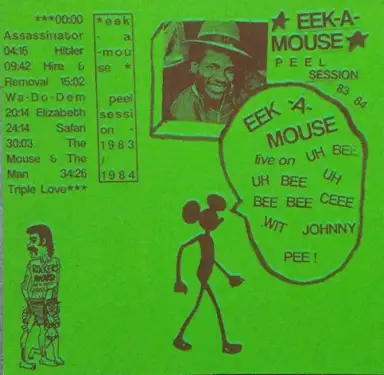 ***00:00
Assassinator
04:16 Hitler
09:42 Hire &
Removal 15:02
Wa-Do-Dem
20:14 Elizabeth
24:14 Safari
30:03 The
Mouse & The
Man 34:26
Triple Love***
*eek
- a
-mou
se *
peel
sessi
on -
1983
/
1984
★ EEK-A-
MOUSE ★
PEEL
SESSION
83
84
EEK -A-
MOUSE
live on UH BEE
UH BEE UH
BEE BEE CEEE
WIT JOHNNY
PEE!